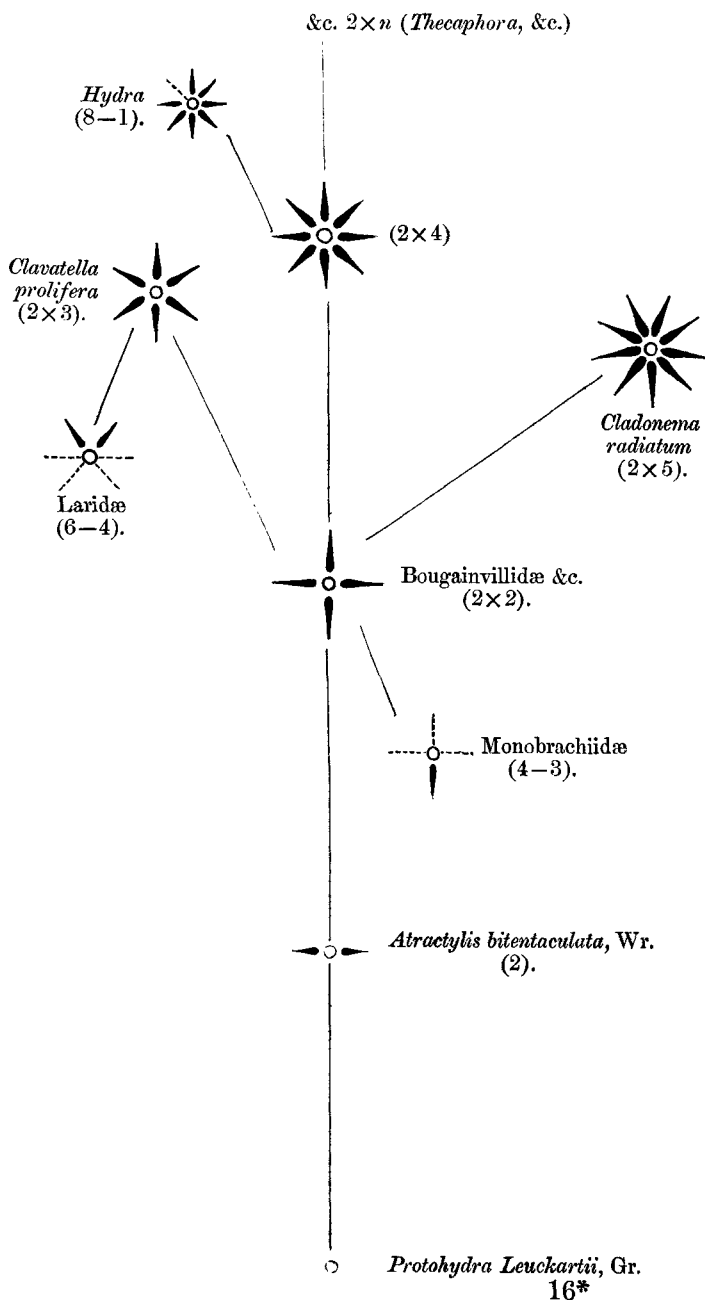 &c. 2×n (Thecaphora, &c.)
Hydra
(8—1).
(2×4)
Clavatella
prolifera
(2×3).
Cladonema
radiatum
(2×5).
Laridæ
(6—4).
Bougainvillidæ &c.
(2×2).
Monobrachiidæ
(4—3).
Atractylis bitentaculata, Wr.
(2).
Protohydra Leuckartii, Gr.
16*